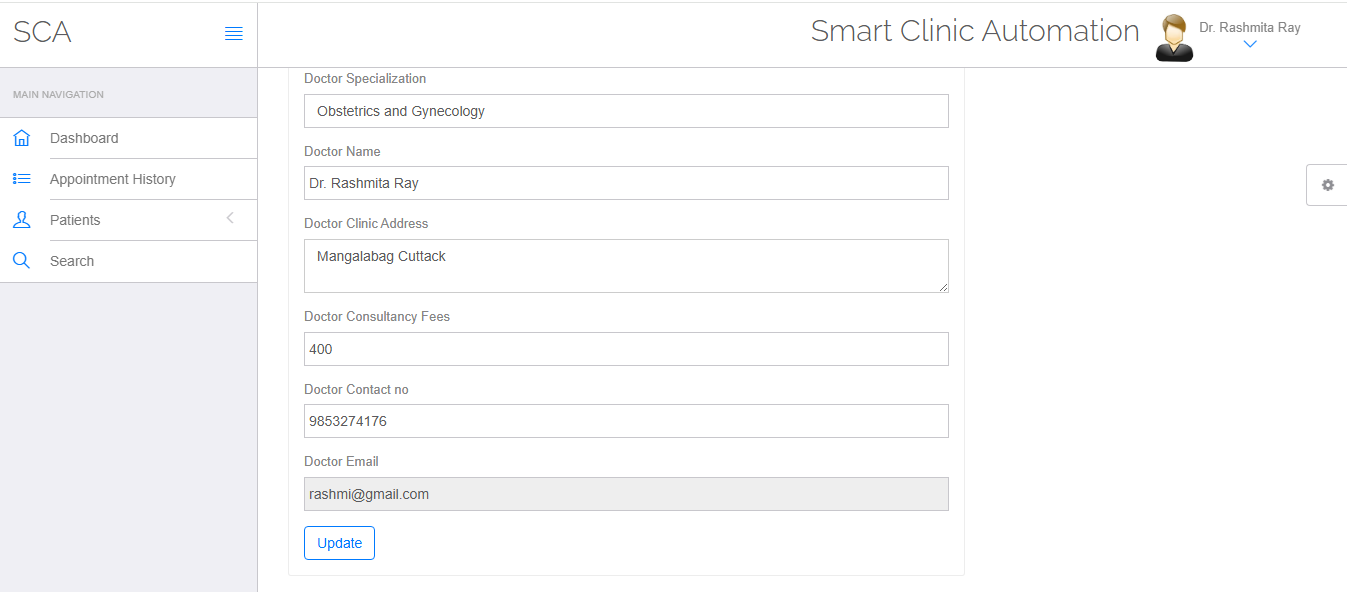 SCA
Smart Clinic Automation
Dr. Rashmita Ray
MAIN NAVIGATION
Dashboard
Appointment History
Patients
Search
Doctor Specialization
Obstetrics and Gynecology
Doctor Name
Dr. Rashmita Ray
Doctor Clinic Address
Mangalabag Cuttack
Doctor Consultancy Fees
400
Doctor Contact no
9853274176
Doctor Email
rashmi@gmail.com
Update